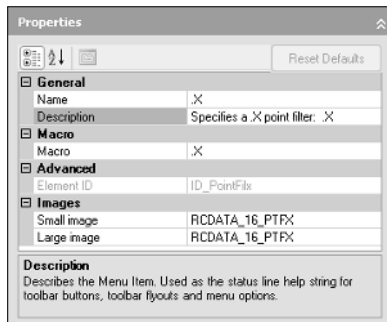 Properties
Reset Defaults
General
Name .X
Description Specifies a .X point filter: .X
Macro
Macro .X
Advanced
Element ID ID_PointFilx
Images
Small image RCDATA_16_PTFX
Large image RCDATA_16_PTFX
Description
Describes the Menu Item. Used as the status line help string for
toolbar buttons, toolbar flyouts and menu options.